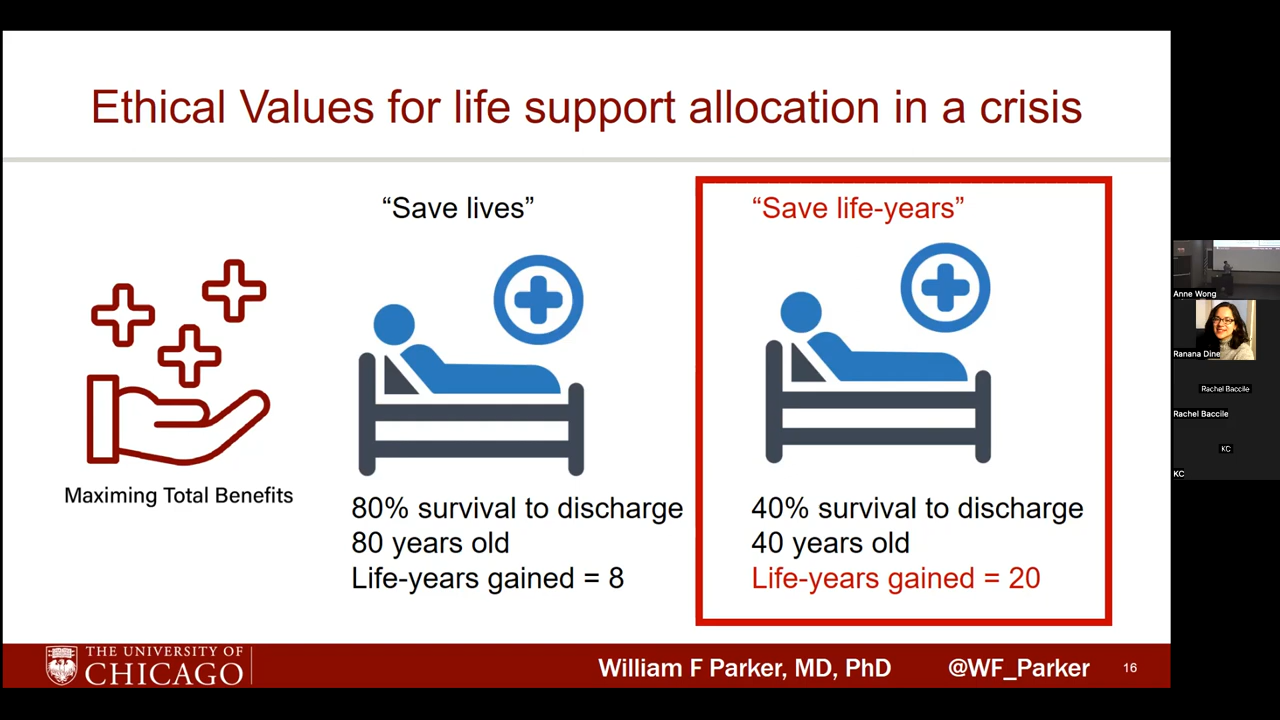 Ethical Values for life support allocation in a crisis
“Save lives”
“Save life-years”
Maximing Total Benefits
80% survival to discharge
80 years old
Life-years gained = 8
40% survival to discharge
40 years old
Life-years gained = 20
THE UNIVERSITY OF
CHICAGO
William F Parker, MD, PhD
@WF_Parker
16
Anne Wong
Ranana Dine
Rachel Baccile
Rachel Baccile
KC
KC